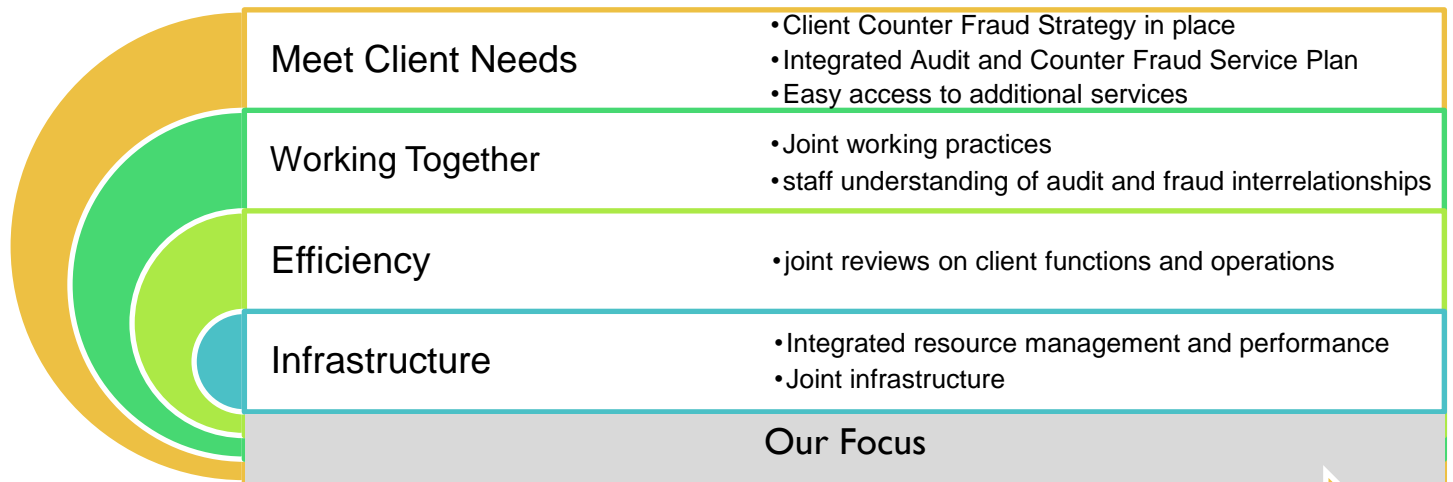 Meet Client Needs
•Client Counter Fraud Strategy in place
•Integrated Audit and Counter Fraud Service Plan
•Easy access to additional services
Working Together
•Joint working practices
•staff understanding of audit and fraud interrelationships
Efficiency
•joint reviews on client functions and operations
Infrastructure
•Integrated resource management and performance
•Joint infrastructure
Our Focus